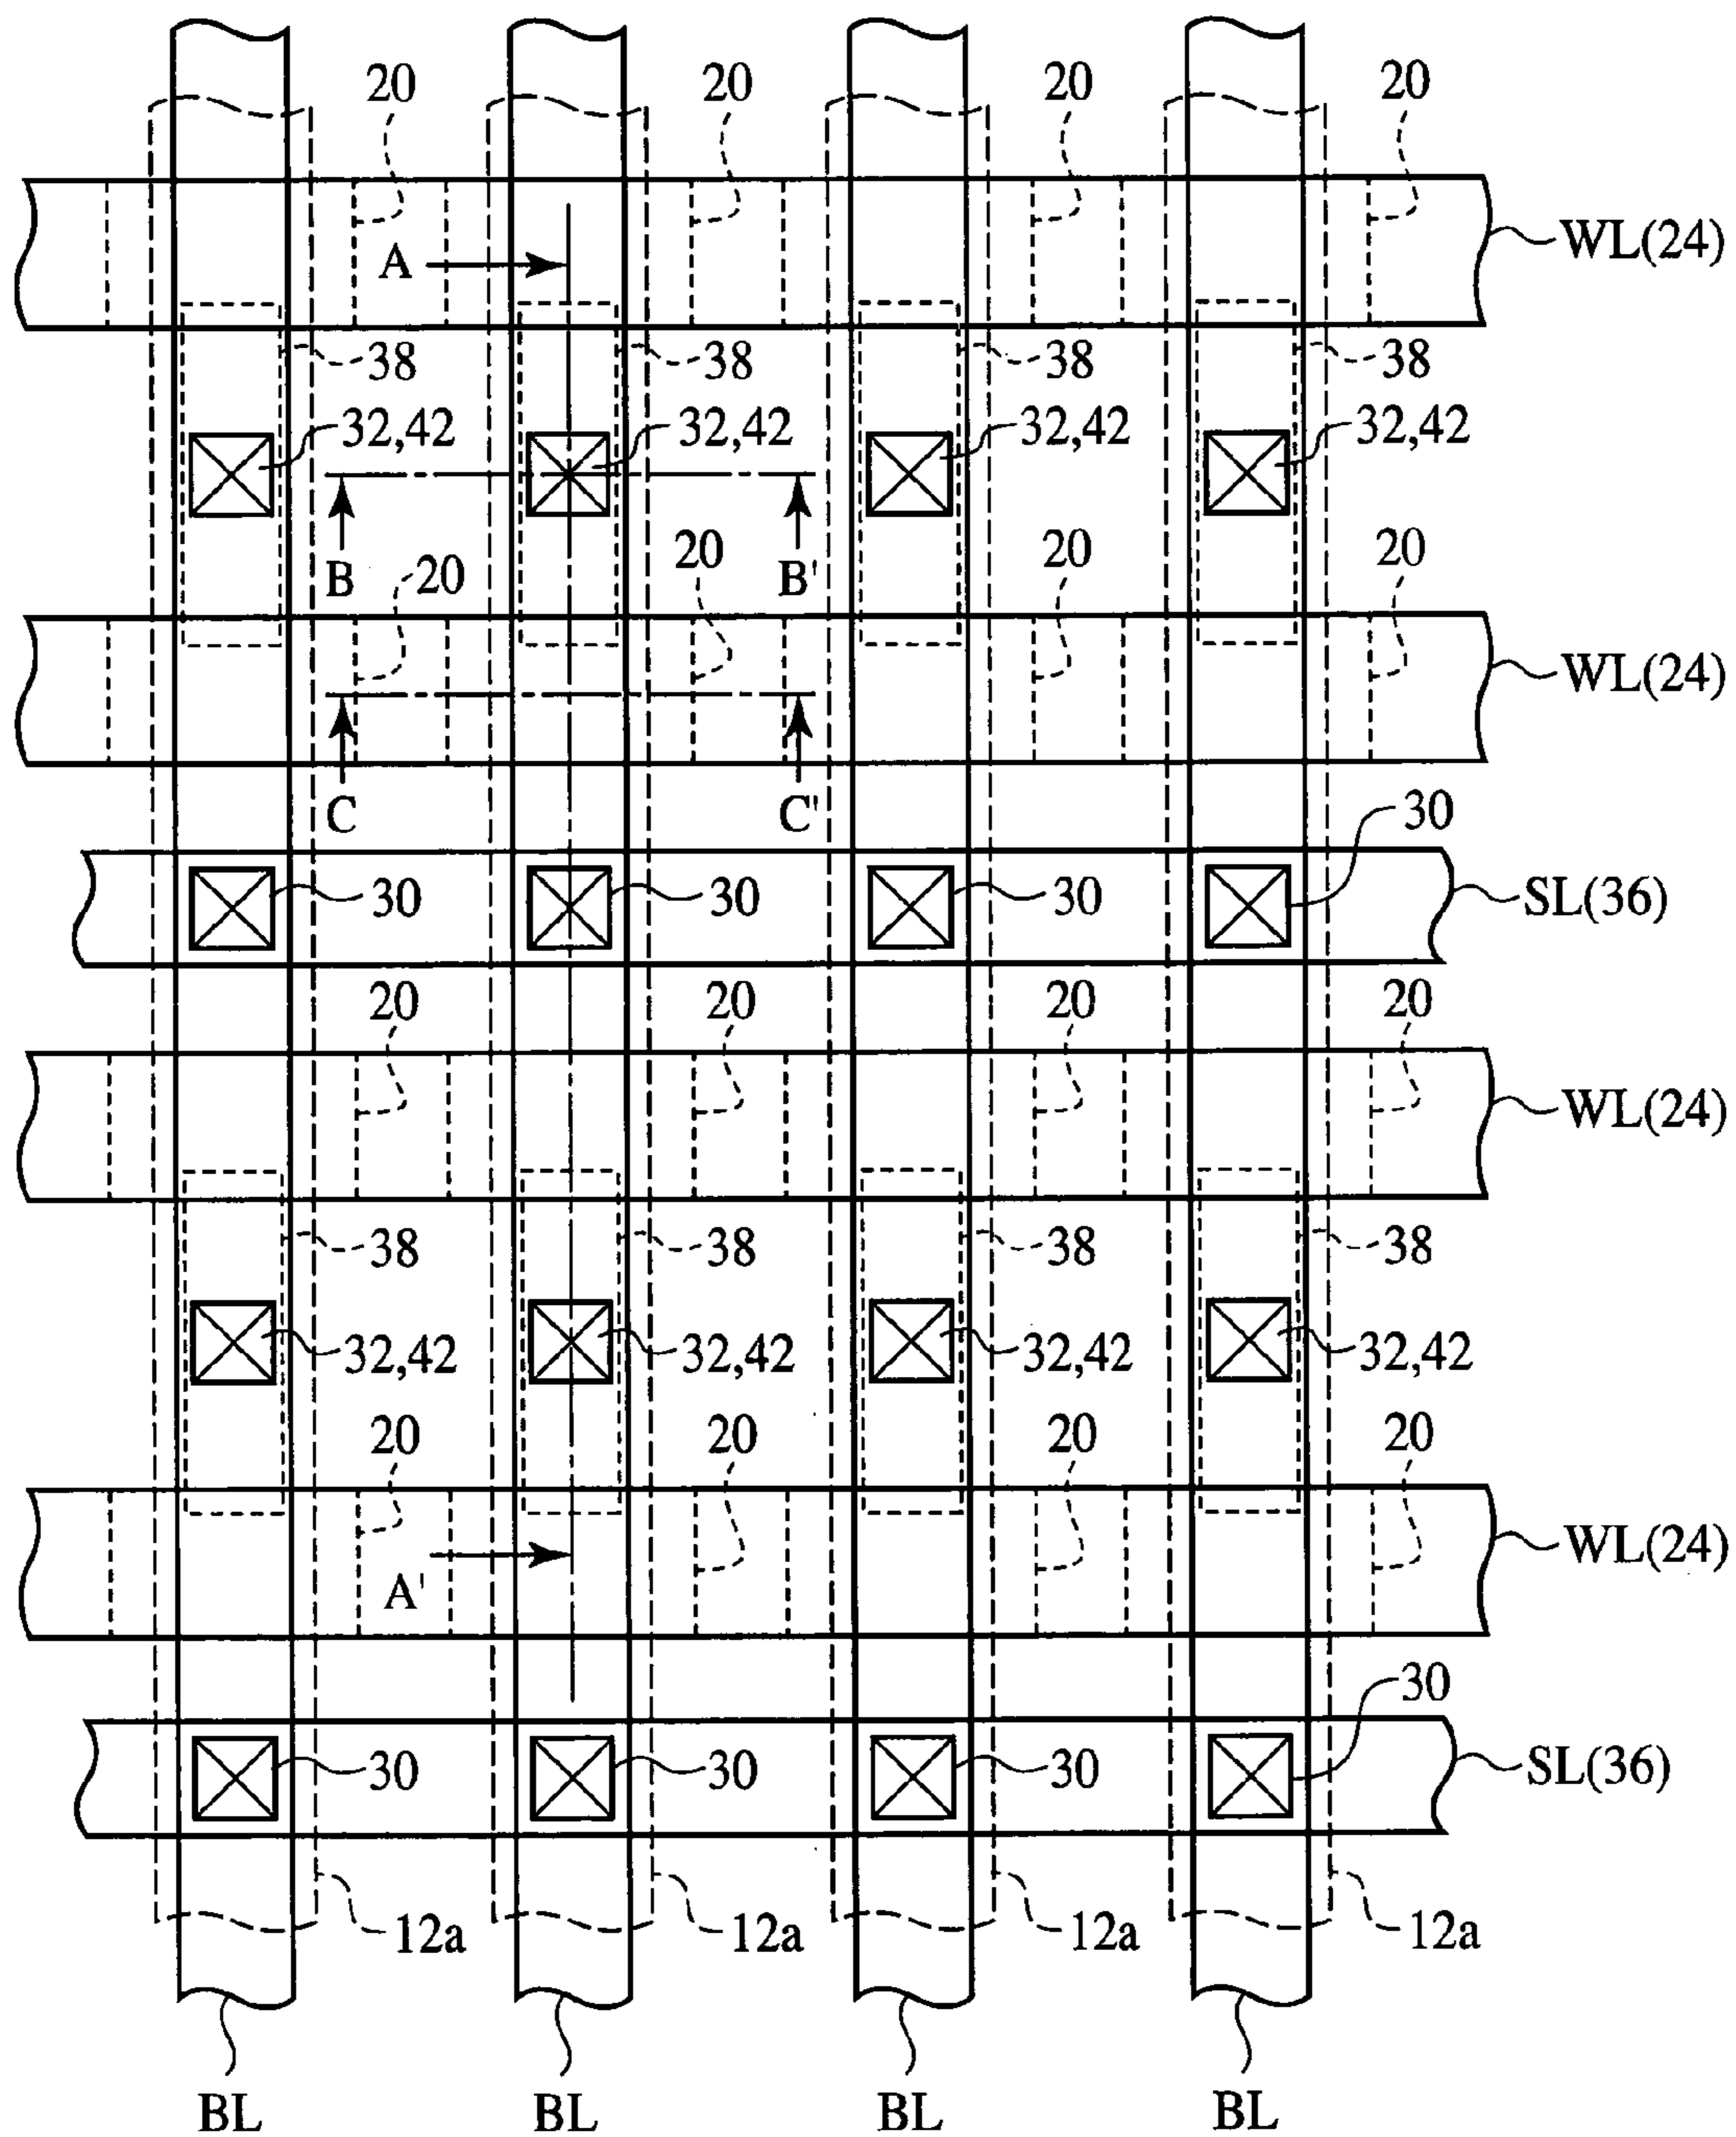 20 20 20 20
WL(24)
A
38 38 38 38
32,42 32,42 32,42 32,42
B 20 20 B' 20 20
WL(24)
C C' 30
30 30 30 SL(36)
20 20 20 20
WL(24)
38 38 38 38
32,42 32,42 32,42 32,42
20 20 20 20
WL(24)
A'
30
30 30 30 SL(36)
12a 12a 12a 12a
BL BL BL BL